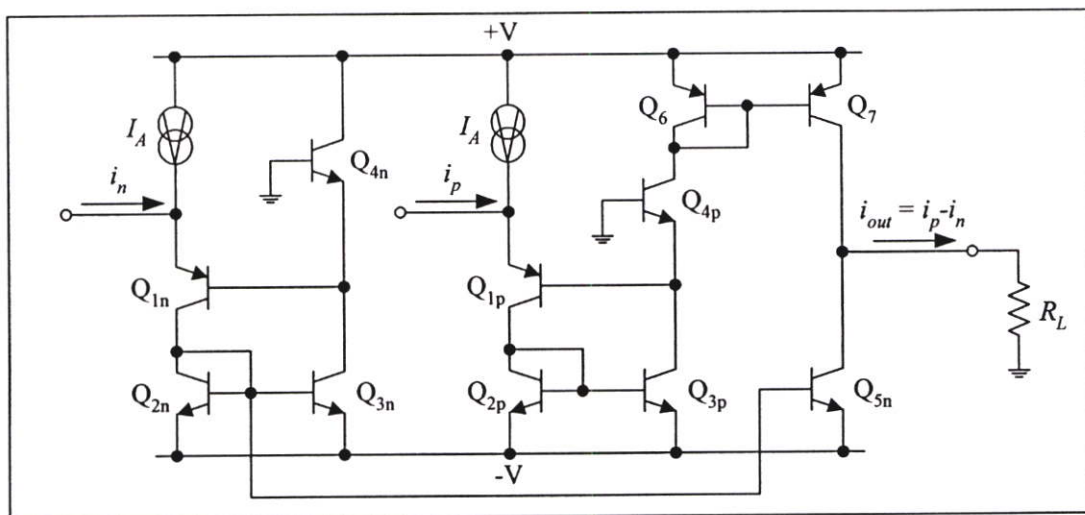 +V
I_A
I_A
Q_6
Q_7
i_n
Q_4n
i_p
Q_4p
i_out = i_p-i_n
Q_1n
Q_1p
R_L
Q_2n
Q_3n
Q_2p
Q_3p
Q_5n
-V